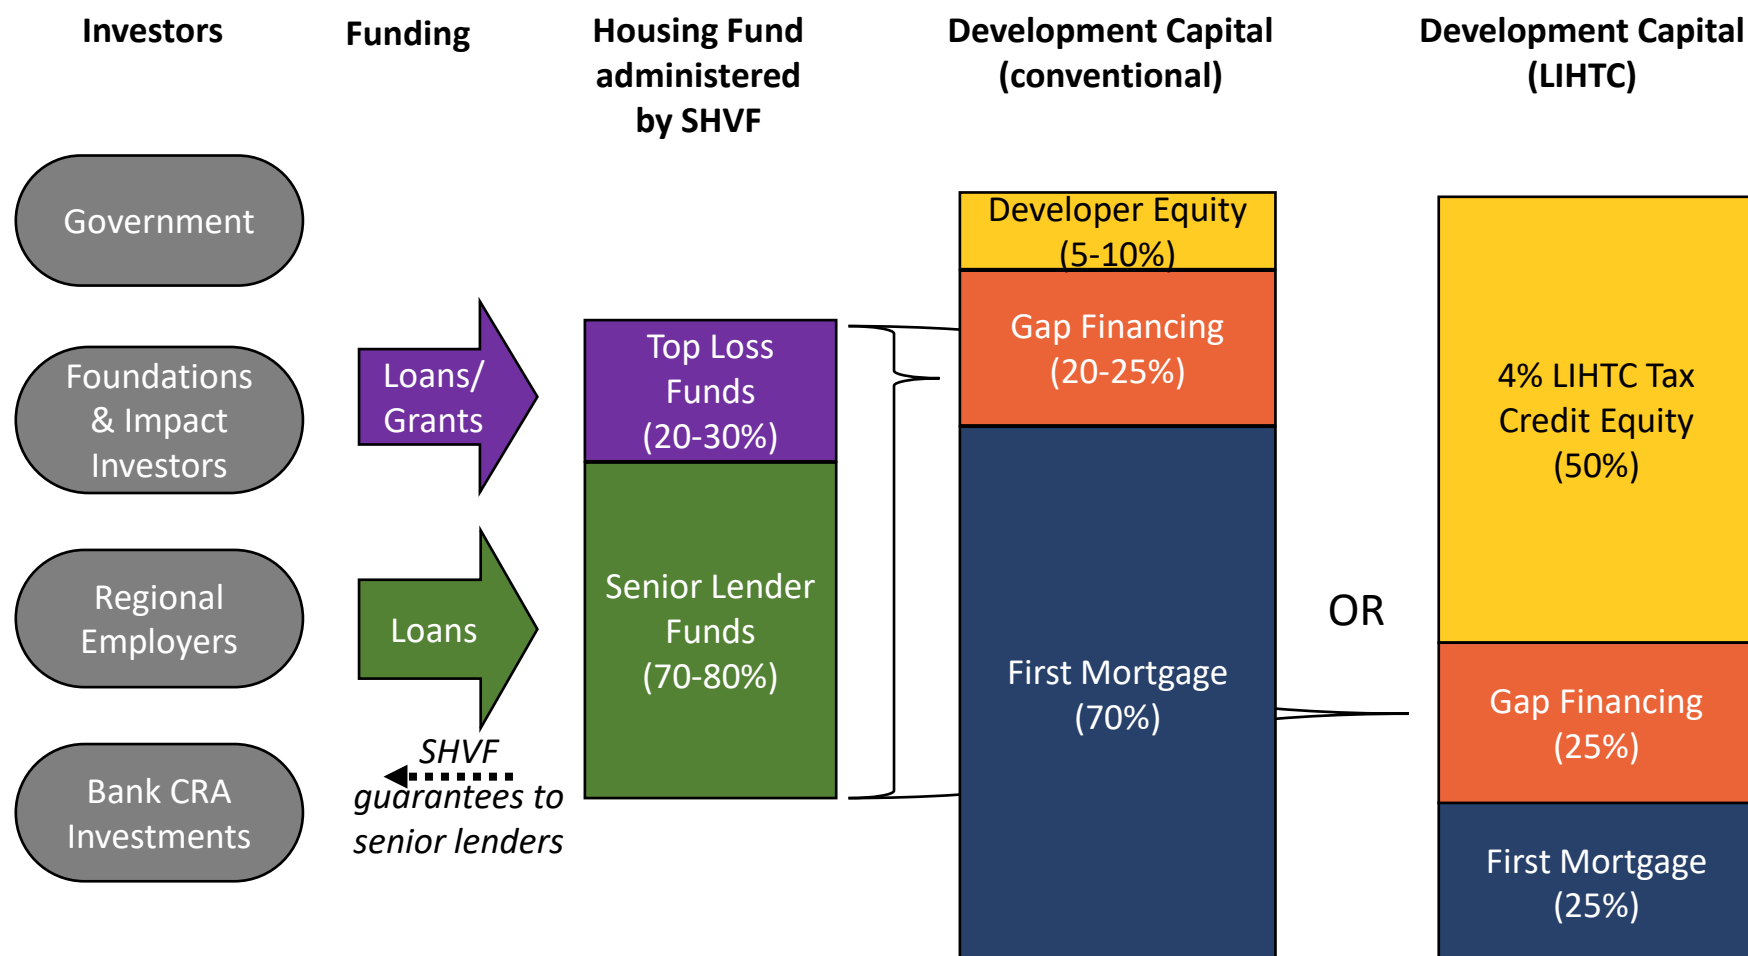 Investors
Funding
Housing Fund
administered
by SHVF
Development Capital
(conventional)
Development Capital
(LIHTC)
Government
Foundations
& Impact
Investors
Regional
Employers
Bank CRA
Investments
Loans/
Grants
Loans
SHVF
guarantees to
senior lenders
Top Loss
Funds
(20-30%)
Senior Lender
Funds
(70-80%)
Developer Equity
(5-10%)
Gap Financing
(20-25%)
First Mortgage
(70%)
OR
4% LIHTC Tax
Credit Equity
(50%)
Gap Financing
(25%)
First Mortgage
(25%)